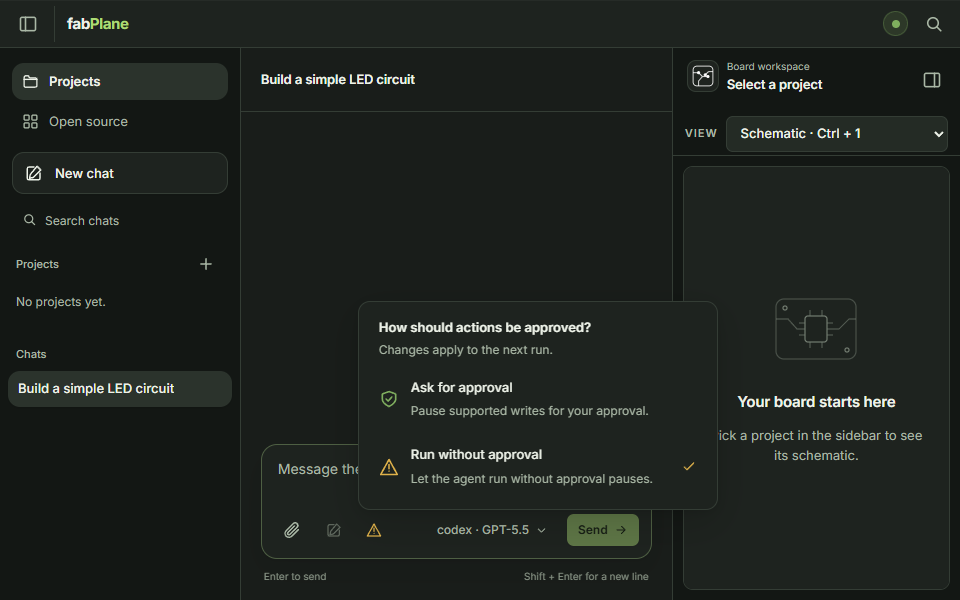 fabPlane
Projects
Open source
New chat
Search chats
Projects
No projects yet.
Chats
Build a simple LED circuit
Build a simple LED circuit
How should actions be approved?
Changes apply to the next run.
Ask for approval
Pause supported writes for your approval.
Run without approval
Let the agent run without approval pauses.
Message
codex · GPT-5.5
Send
Enter to send
Shift + Enter for a new line
Board workspace
Select a project
VIEW
Schematic · Ctrl + 1
Your board starts here
a project in the sidebar to see
its schematic.